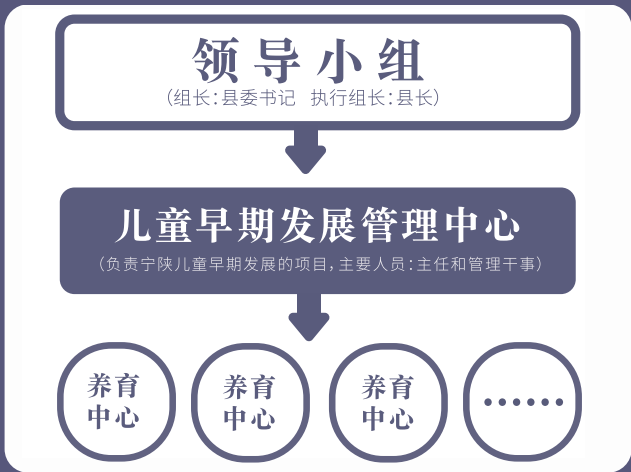 领导小组
（组长：县委书记 执行组长：县长）
儿童早期发展管理中心
（负责宁陕儿童早期发展的项目，主要人员：主任和管理干事）
养育
中心
养育
中心
养育
中心
••••••